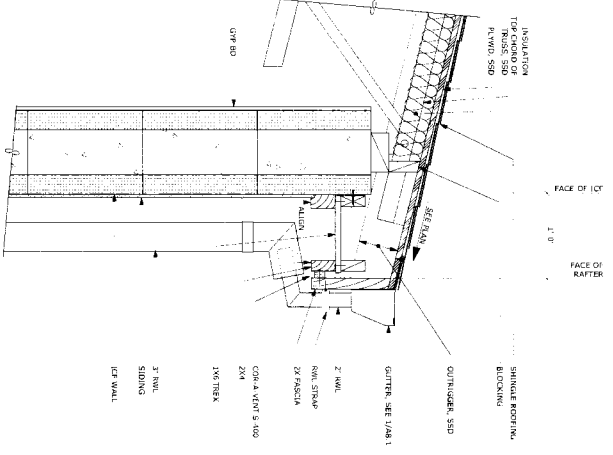 INSULATION
TOP CHORD OF
TRUSS, SSD
PLYWD, SSD
GYP BD
FACE OF ICF
1' 0"
FACE OF
RAFTER
SEE PLAN
ALIGN
SHINGLE ROOFING
BLOCKING
OUTRIGGER, SSD
GUTTER, SEE 1/A8.1
2" RWL
RWL STRAP
2X FASCIA
COR-A-VENT S-400
2X4
1X6 TREX
3" RWL
SIDING
ICF WALL